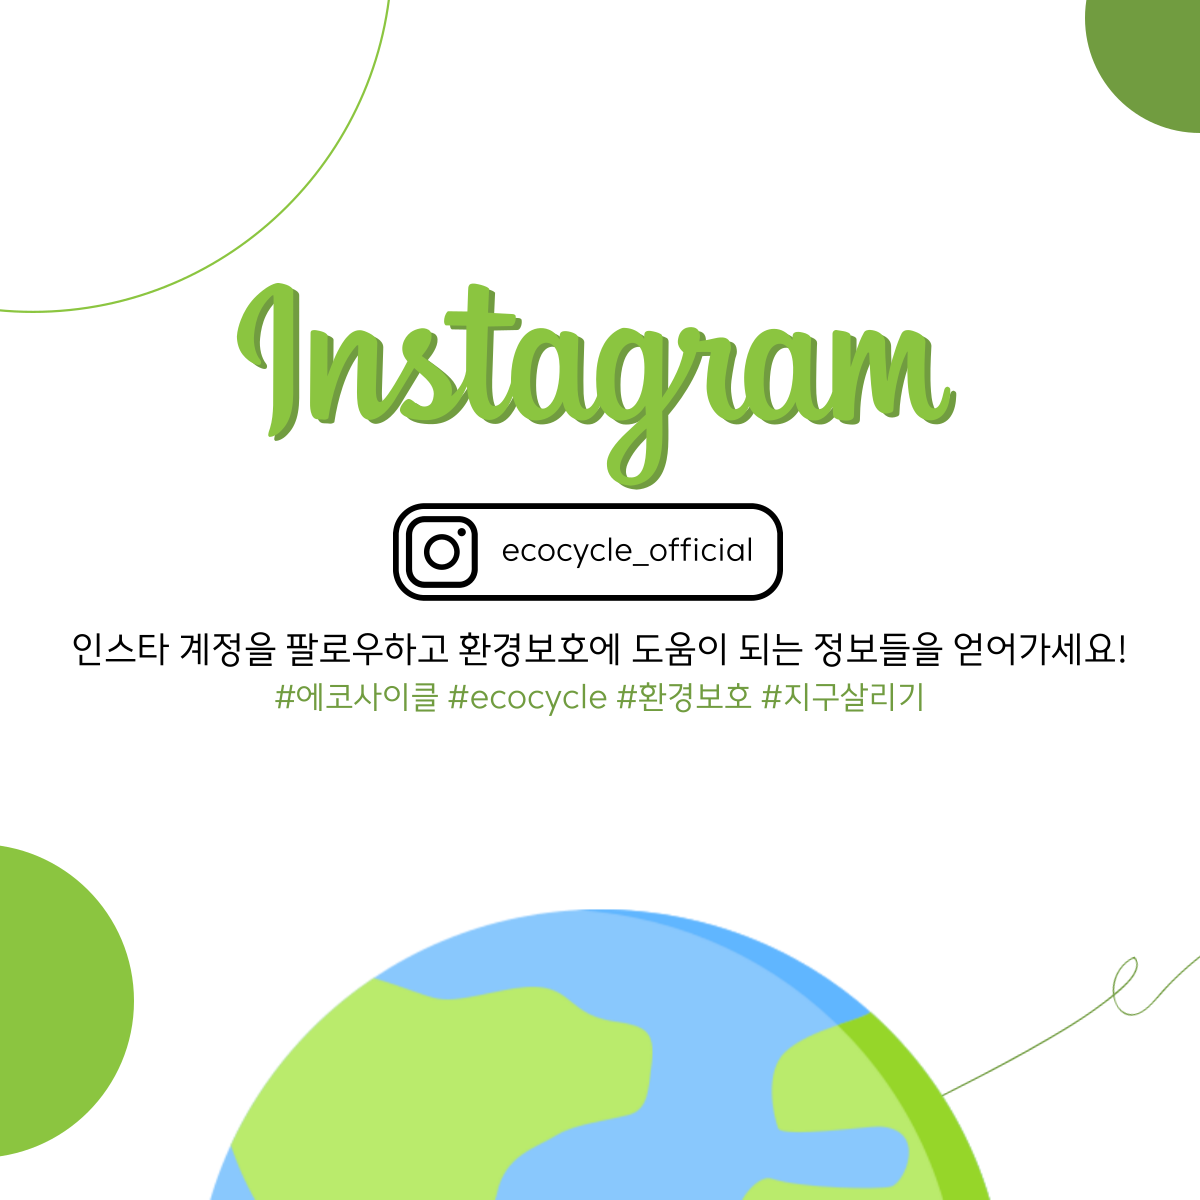 Instagram
ecocycle_official
인스타 계정을 팔로우하고 환경보호에 도움이 되는 정보들을 얻어가세요!
#에코사이클 #ecocycle #환경보호 #지구살리기